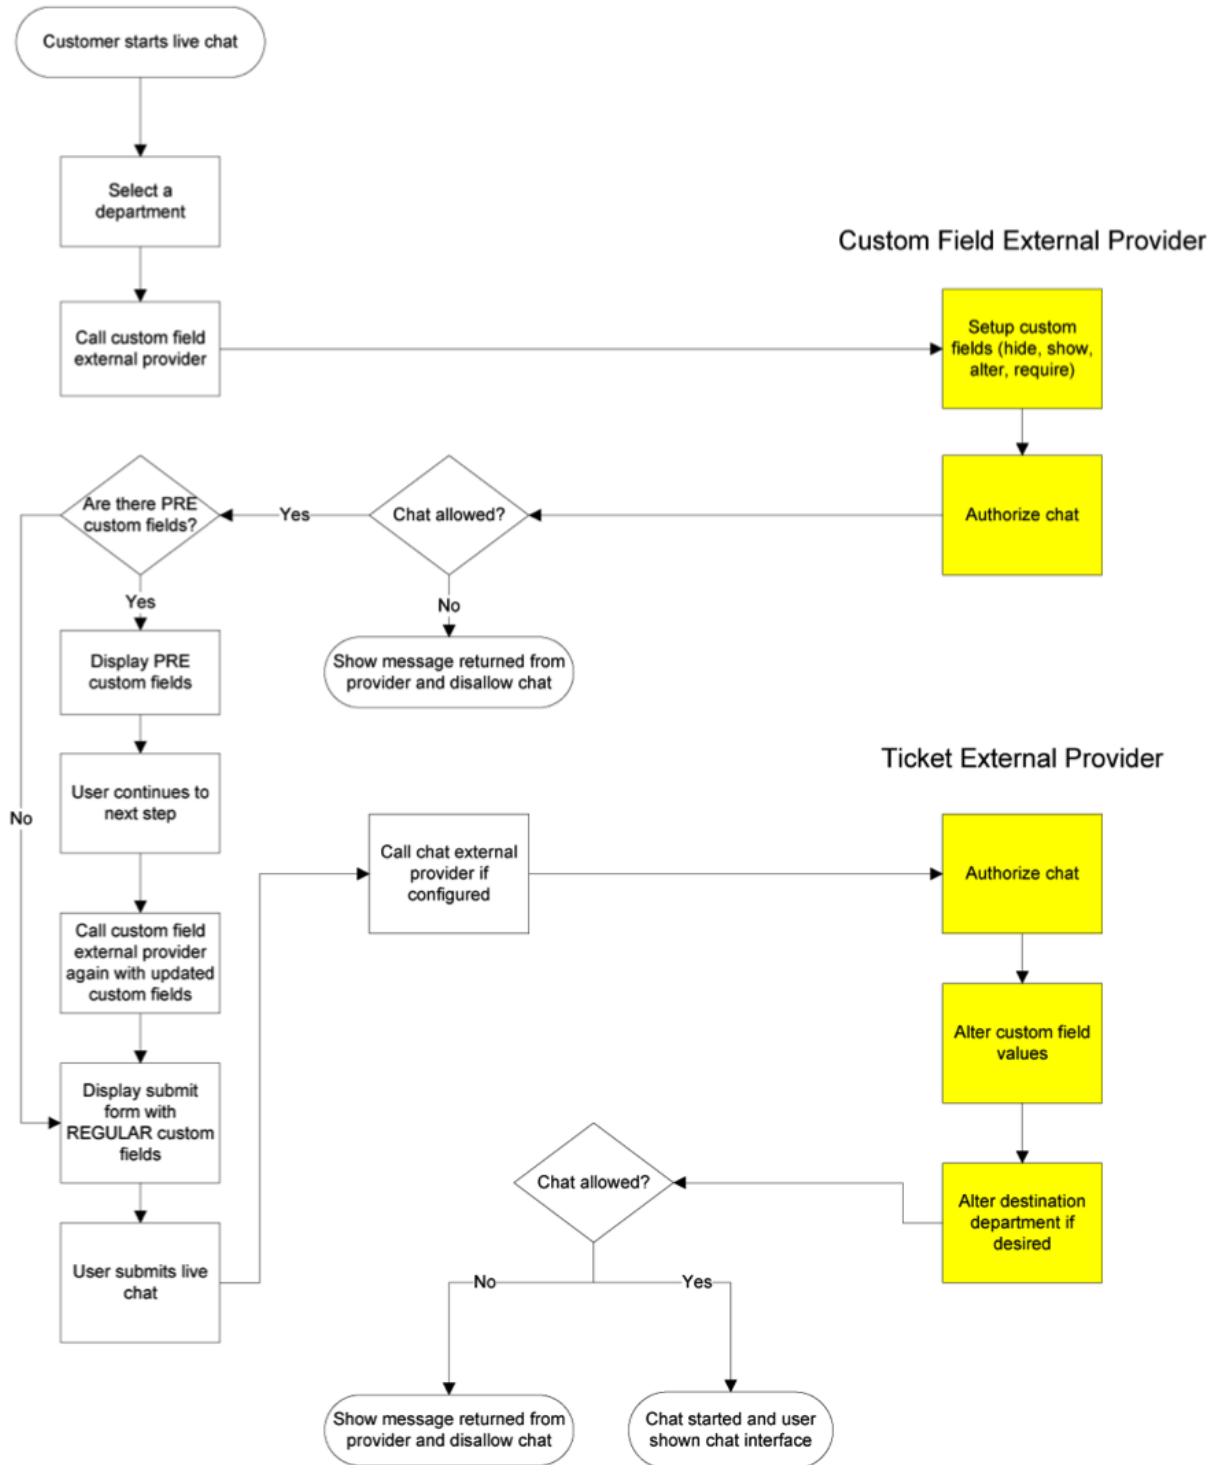 Customer starts live chat
Select a
department
Custom Field External Provider
Call custom field
external provider
Setup custom
fields (hide, show,
alter, require)
Are there PRE
custom fields?
Yes
Chat allowed?
Authorize chat
Yes
No
Display PRE
custom fields
Show message returned from
provider and disallow chat
Ticket External Provider
User continues to
next step
No
Call chat external
provider if
configured
Authorize chat
Call custom field
external provider
again with updated
custom fields
Alter custom field
values
Display submit
form with
REGULAR custom
fields
Chat allowed?
Alter destination
department if
desired
User submits live
chat
No
Yes
Show message returned from
provider and disallow chat
Chat started and user
shown chat interface